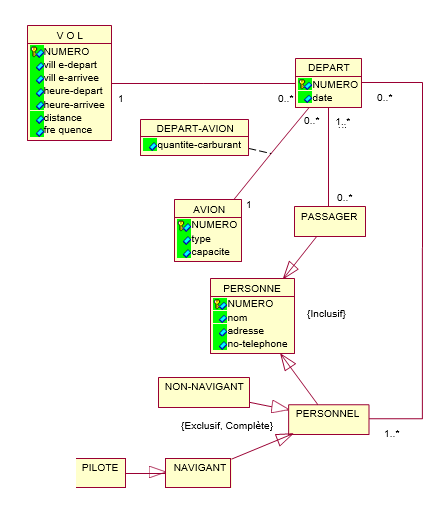 V O L
NUMERO
vill e-depart
vill e-arrivee
heure-depart
heure-arrivee
distance
fre quence
DEPART
NUMERO
date
1
0..*
0..*
0..*
1..*
DEPART-AVION
quantite-carburant
AVION
NUMERO
type
capacite
1
0..*
PASSAGER
PERSONNE
NUMERO
nom
adresse
no-telephone
{Inclusif}
NON-NAVIGANT
PERSONNEL
{Exclusif, Complète}
1..*
PILOTE
NAVIGANT